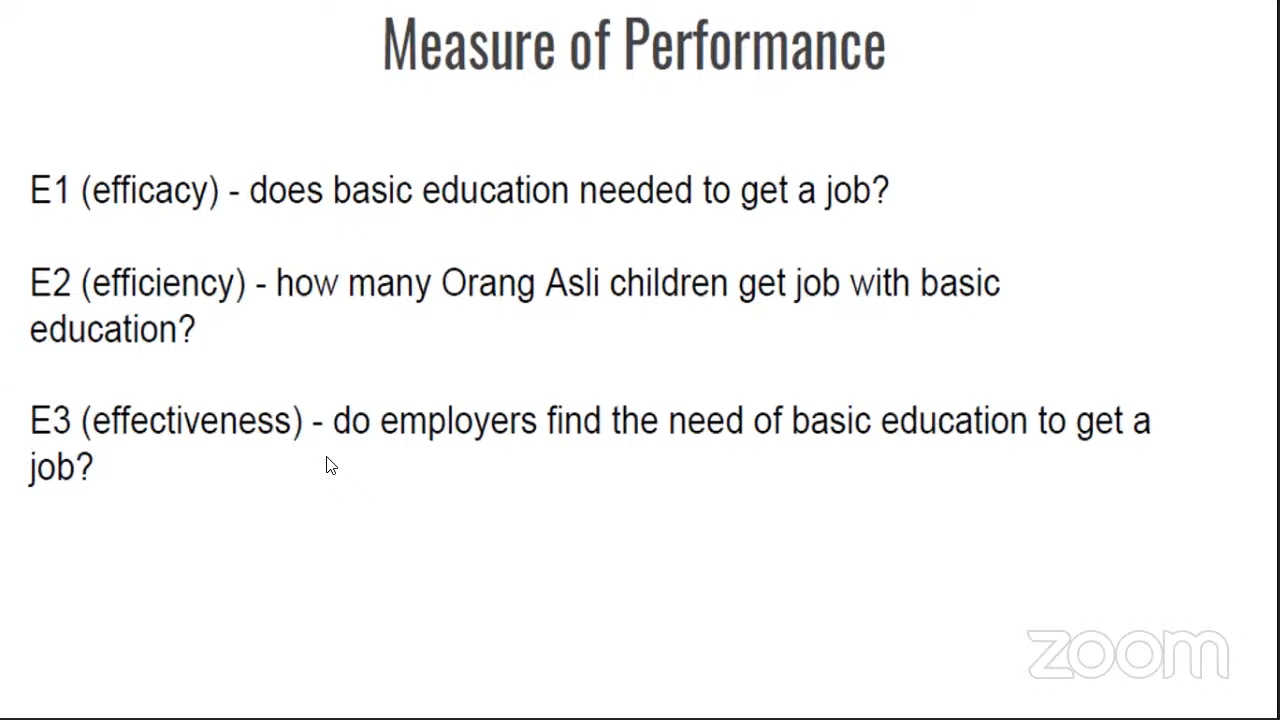 Measure of Performance
E1 (efficacy) - does basic education needed to get a job?
E2 (efficiency) - how many Orang Asli children get job with basic
education?
E3 (effectiveness) - do employers find the need of basic education to get a
job?
zoom